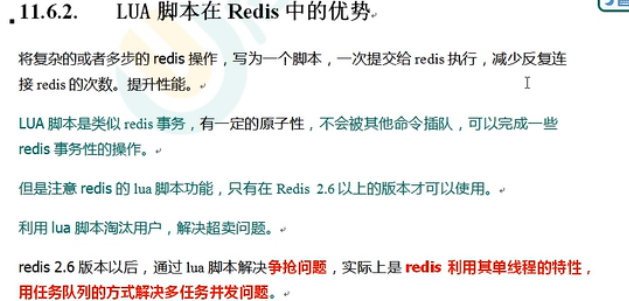 11.6.2. LUA 脚本在 Redis 中的优势
将复杂的或者多步的 redis 操作，写为一个脚本，一次提交给 redis 执行，减少反复连
接 redis 的次数。提升性能。
LUA 脚本是类似 redis 事务，有一定的原子性，不会被其他命令插队，可以完成一些
redis 事务性的操作。
但是注意 redis 的 lua 脚本功能，只有在 Redis 2.6 以上的版本才可以使用。
利用 lua 脚本淘汰用户，解决超卖问题。
redis 2.6 版本以后，通过 lua 脚本解决争抢问题，实际上是 redis 利用其单线程的特性，
用任务队列的方式解决多任务并发问题。